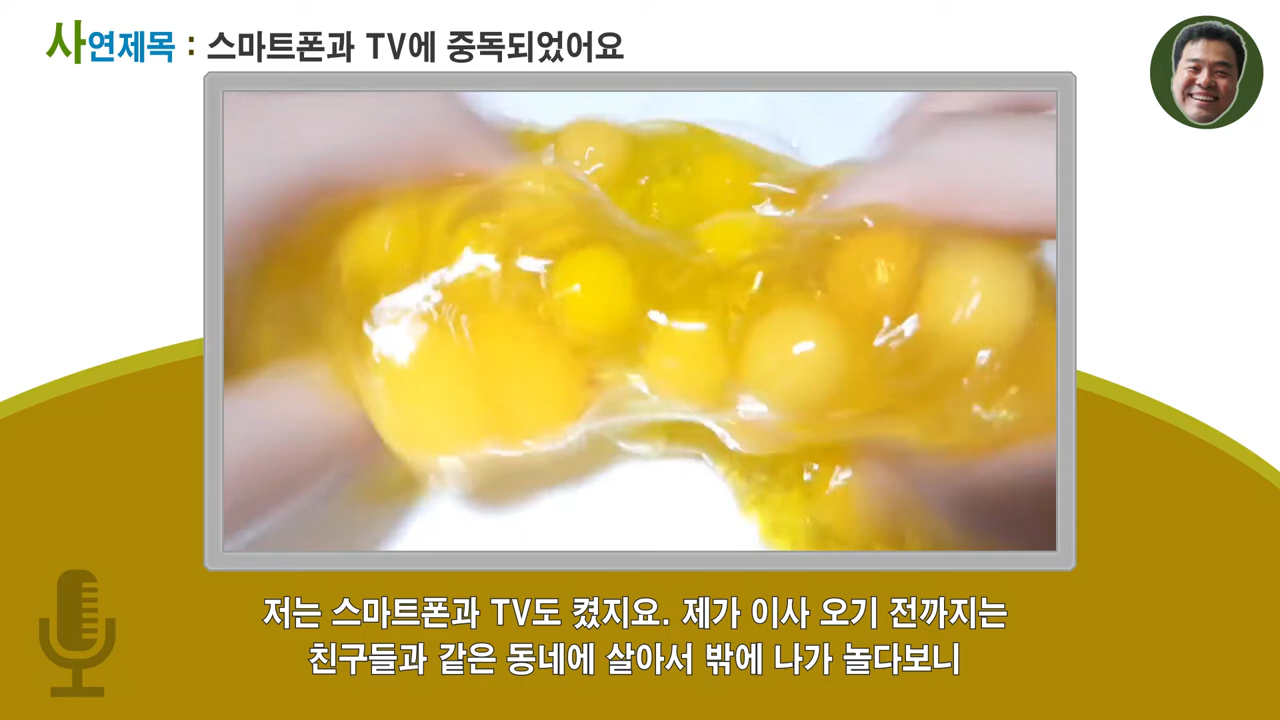 사연제목 : 스마트폰과 TV에 중독되었어요
저는 스마트폰과 TV도 켰지요. 제가 이사 오기 전까지는
친구들과 같은 동네에 살아서 밖에 나가 놀다보니